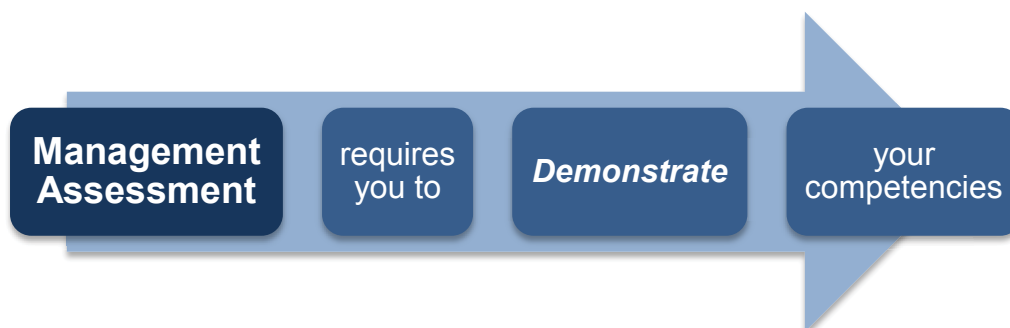 Management
Assessment
requires
you to
Demonstrate
your
competencies